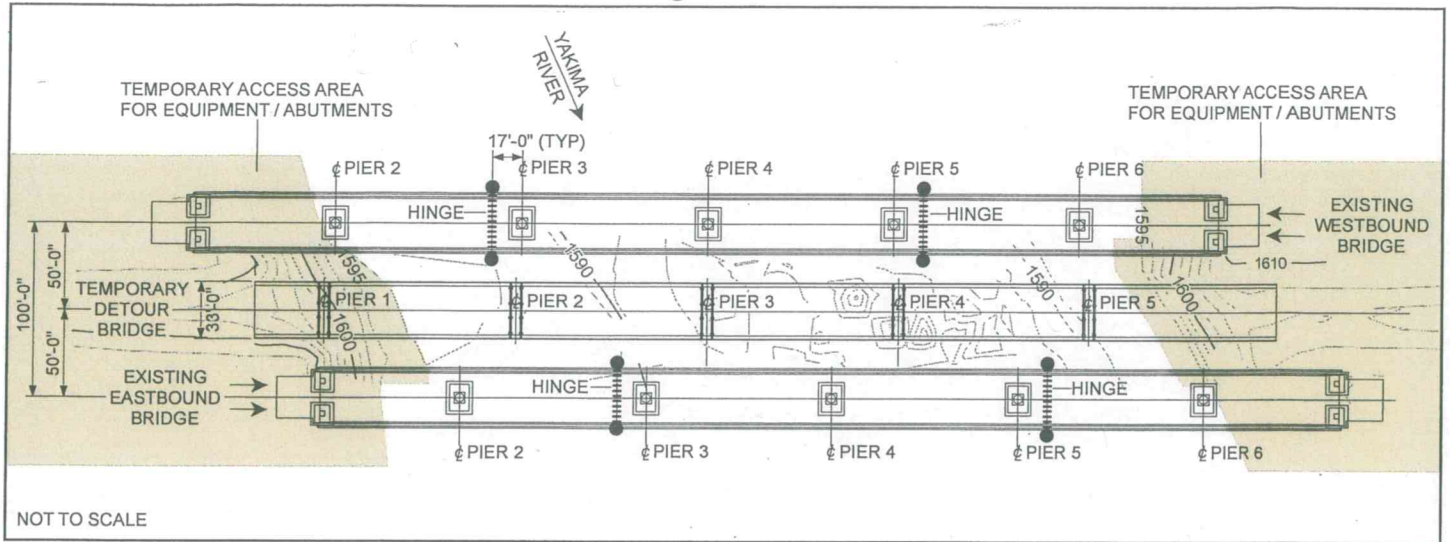 YAKIMA
RIVER
TEMPORARY ACCESS AREA
FOR EQUIPMENT / ABUTMENTS
TEMPORARY ACCESS AREA
FOR EQUIPMENT / ABUTMENTS
17'-0" (TYP)
℄ PIER 2
℄ PIER 3
℄ PIER 4
℄ PIER 5
℄ PIER 6
HINGE
HINGE
EXISTING
WESTBOUND
BRIDGE
1595
1610
100'-0"
50'-0"
50'-0"
TEMPORARY
DETOUR
BRIDGE
33'-0"
1595
1600
1590
1590
1600
℄ PIER 1
℄ PIER 2
℄ PIER 3
℄ PIER 4
℄ PIER 5
EXISTING
EASTBOUND
BRIDGE
HINGE
HINGE
℄ PIER 2
℄ PIER 3
℄ PIER 4
℄ PIER 5
℄ PIER 6
NOT TO SCALE